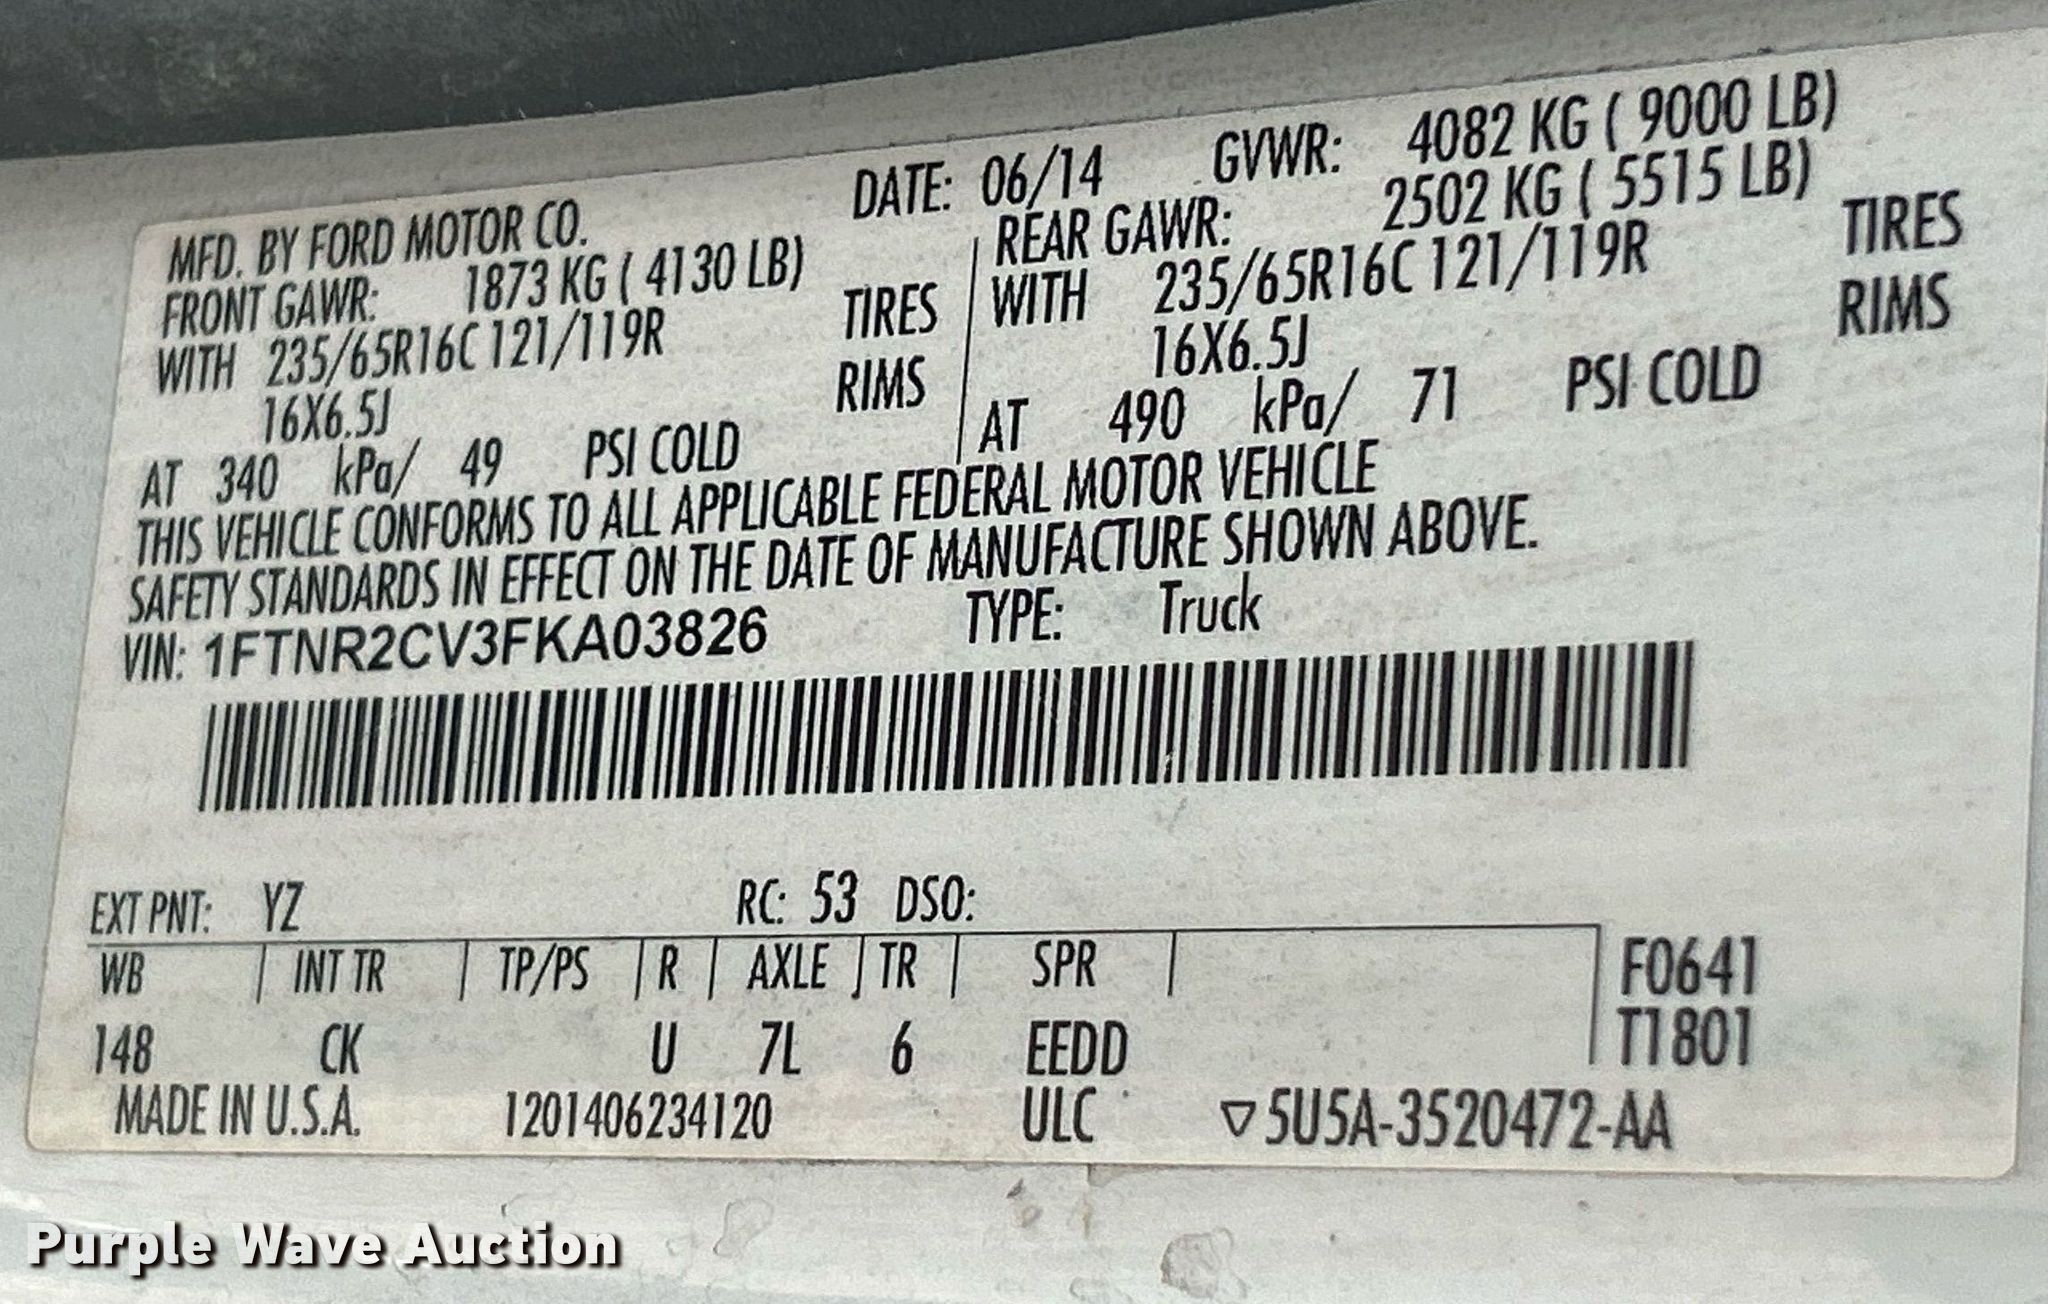 MFD. BY FORD MOTOR CO. DATE: 06/14 GVWR: 4082 KG ( 9000 LB)
FRONT GAWR: 1873 KG ( 4130 LB) REAR GAWR: 2502 KG ( 5515 LB)
WITH 235/65R16C 121/119R TIRES WITH 235/65R16C 121/119R TIRES
16X6.5J RIMS 16X6.5J RIMS
AT 340 kPa/ 49 PSI COLD AT 490 kPa/ 71 PSI COLD
THIS VEHICLE CONFORMS TO ALL APPLICABLE FEDERAL MOTOR VEHICLE
SAFETY STANDARDS IN EFFECT ON THE DATE OF MANUFACTURE SHOWN ABOVE.
VIN: 1FTNR2CV3FKA03826 TYPE: Truck
EXT PNT: YZ RC: 53 DSO:
WB | INT TR | TP/PS | R | AXLE | TR | SPR | F0641
148 CK U 7L 6 EEDD T1801
MADE IN U.S.A. 1201406234120 ULC ▽5U5A-3520472-AA
Purple Wave Auction